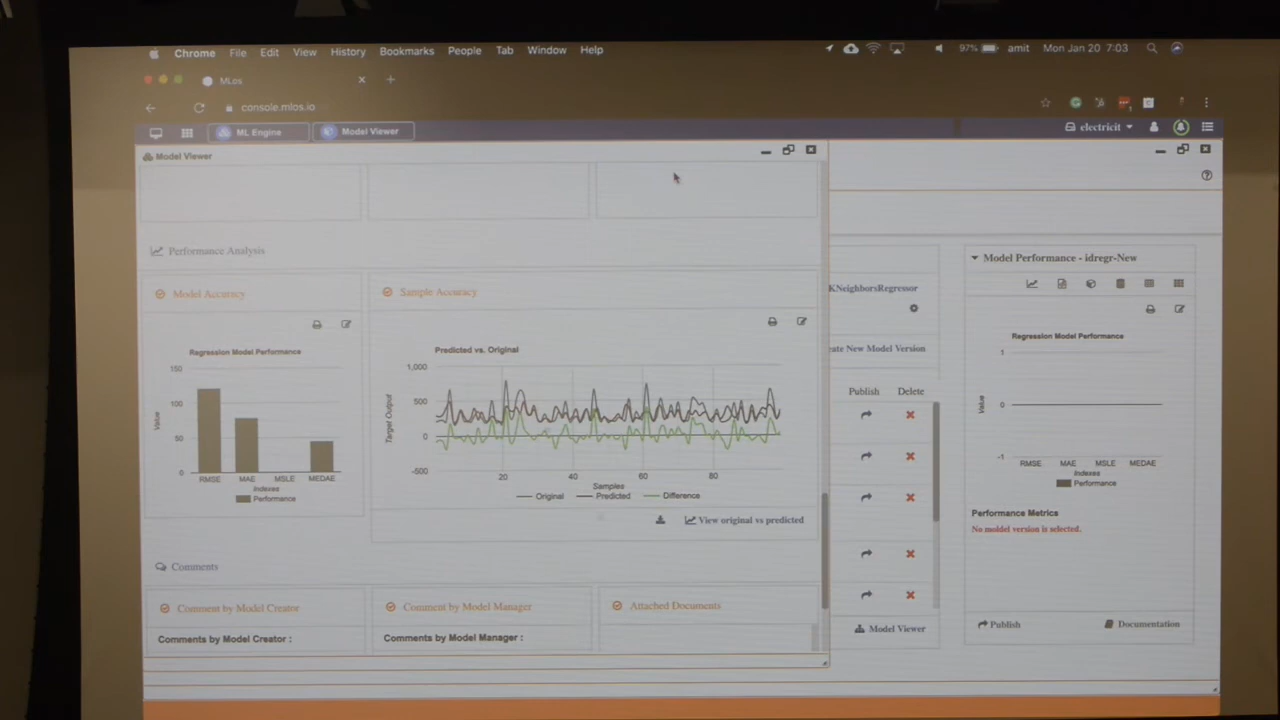 Chrome File Edit View History Bookmarks People Tab Window Help 97% amit Mon Jan 20 7:03
MLos
console.mlos.io
ML Engine Model Viewer electricit
Model Viewer
Performance Analysis
Model Accuracy
Sample Accuracy
Regression Model Performance
150
100
50
0
Value
RMSE MAE MSLE MEDAE
Indexes
Performance
Predicted vs. Original
1,000
500
0
-500
Target Output
20 40 60 80
Samples
Original Predicted Difference
View original vs predicted
Comments
Comment by Model Creator
Comments by Model Creator :
Comment by Model Manager
Comments by Model Manager :
Attached Documents
KNeighborsRegressor
ate New Model Version
Publish Delete
Model Viewer
Model Performance - idregr-New
Regression Model Performance
1
0
-1
Value
RMSE MAE MSLE MEDAE
Indexes
Performance
Performance Metrics
No moldel version is selected.
Publish Documentation